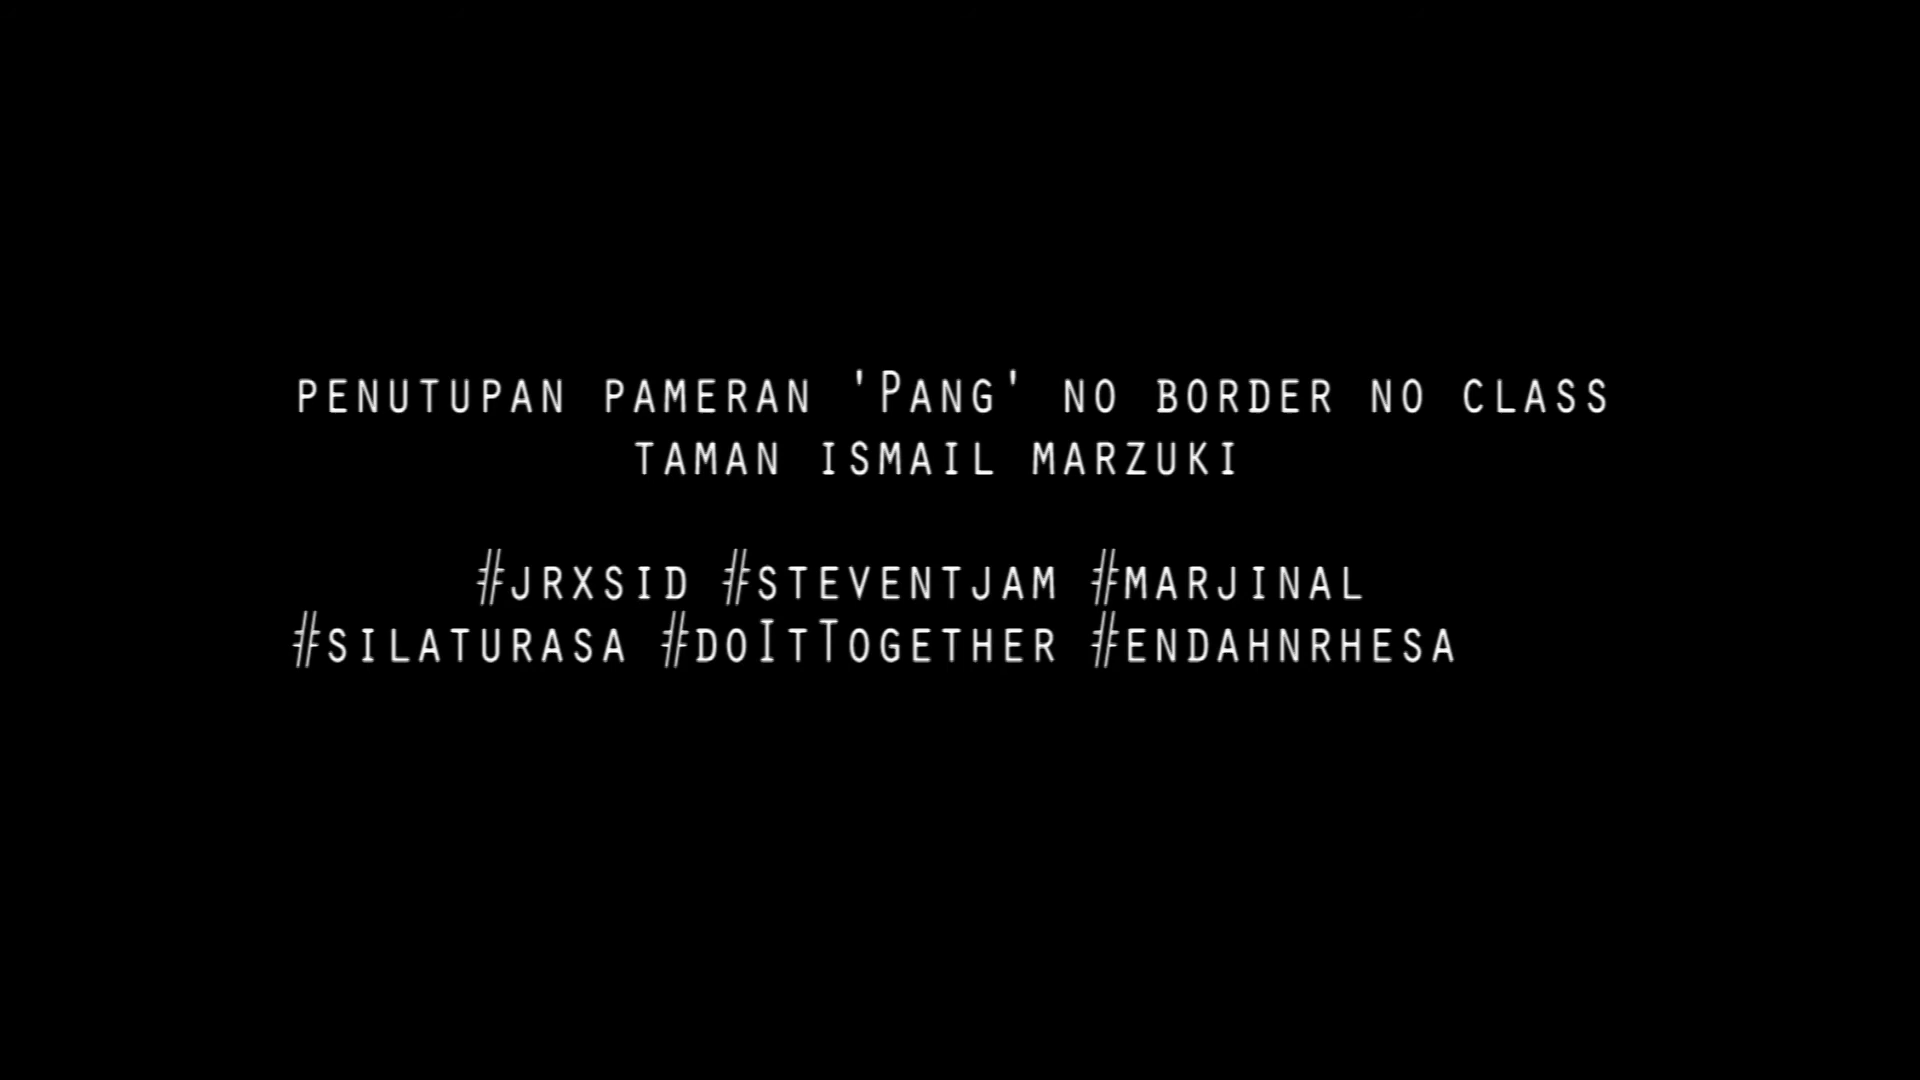 penutupan pameran 'Pang' no border no class
taman ismail marzuki
#jrxsid #steventjam #marjinal
#silaturasa #doItTogether #endahnrhesa